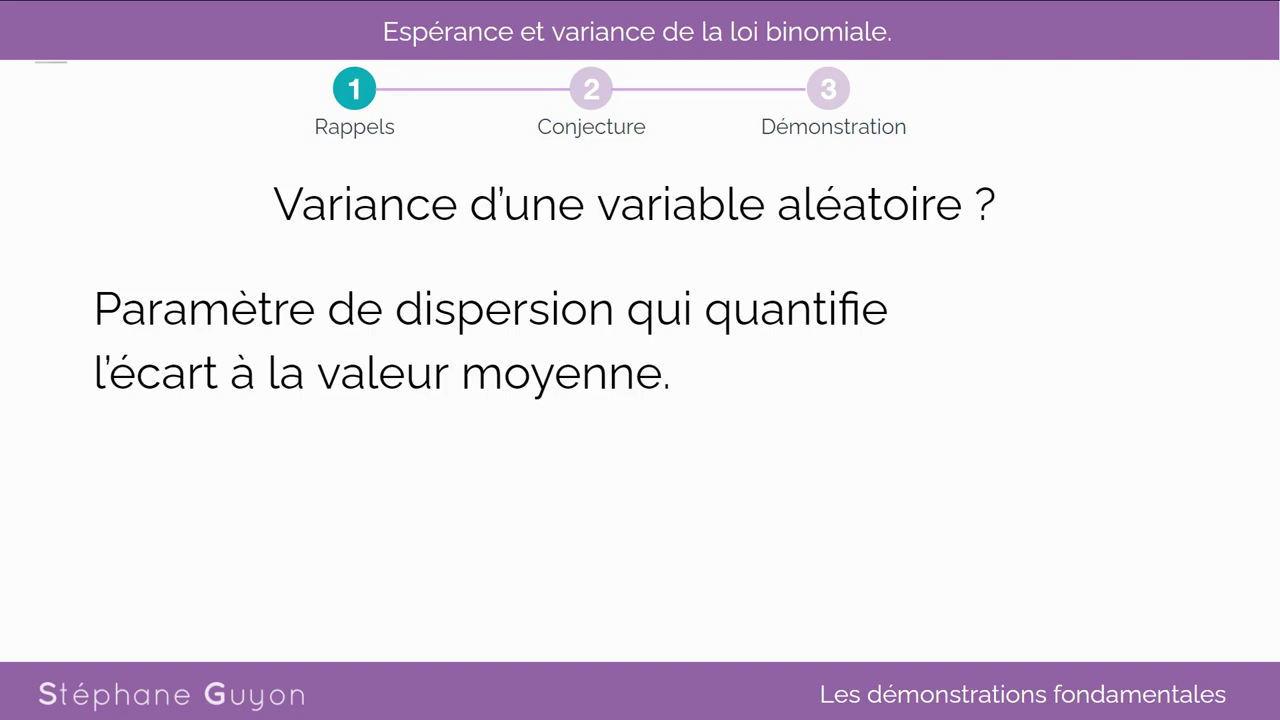 Espérance et variance de la loi binomiale.
1 2 3
Rappels Conjecture Démonstration
Variance d’une variable aléatoire ?
Paramètre de dispersion qui quantifie
l’écart à la valeur moyenne.
Stéphane Guyon Les démonstrations fondamentales